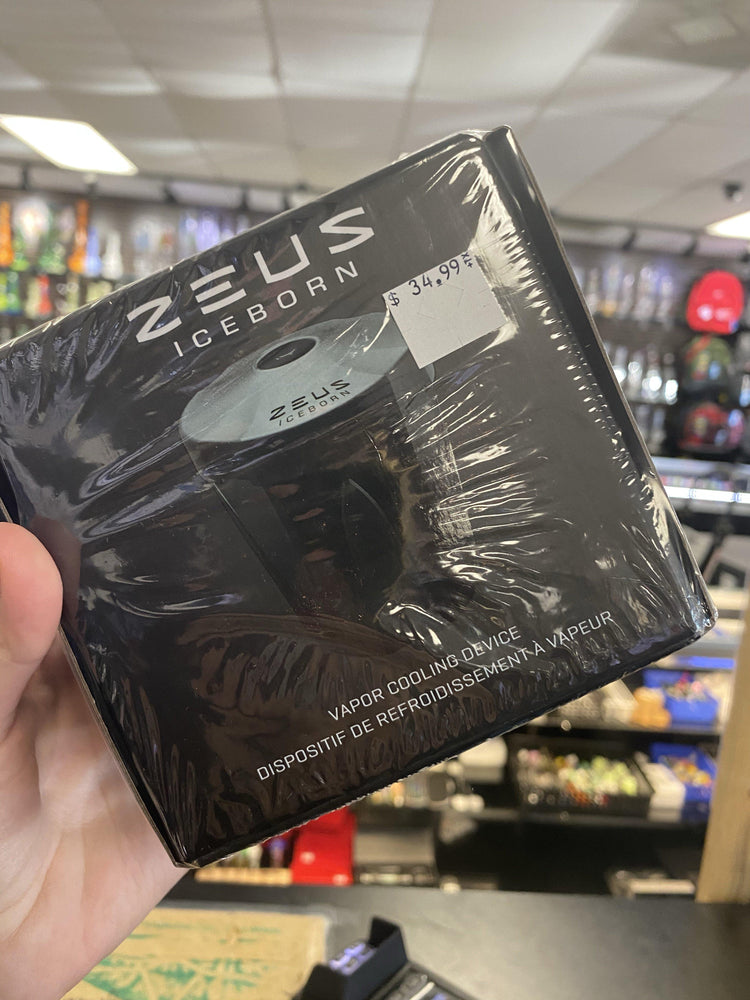 ZEUS
ICEBORN
$ 34.99
ZEUS
ICEBORN
VAPOR COOLING DEVICE
DISPOSITIF DE REFROIDISSEMENT À VAPEUR